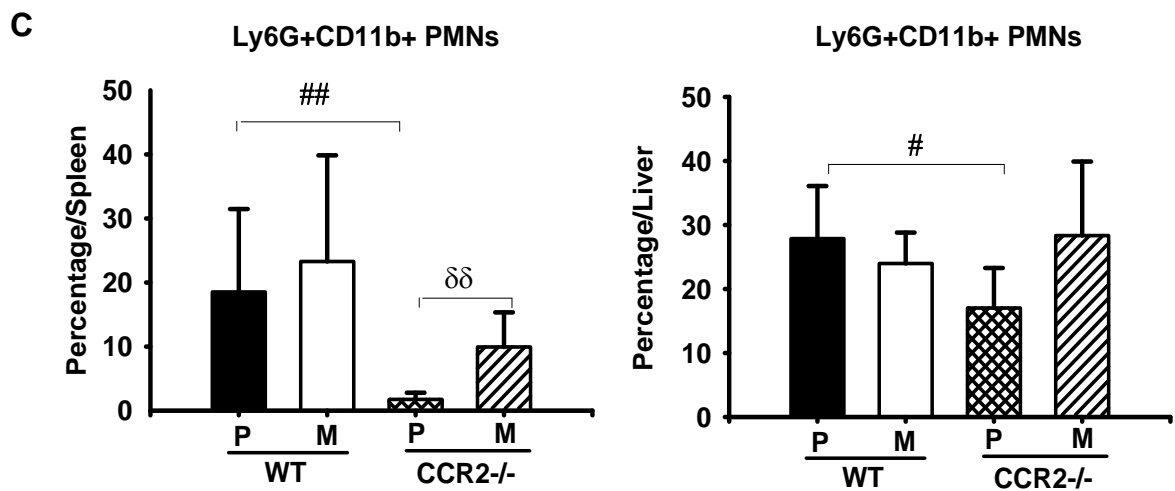 C
Ly6G+CD11b+ PMNs
Percentage/Spleen
50
40
30
20
10
0
##
δδ
P M P M
WT CCR2-/-
Ly6G+CD11b+ PMNs
Percentage/Liver
50
40
30
20
10
0
#
P M P M
WT CCR2-/-